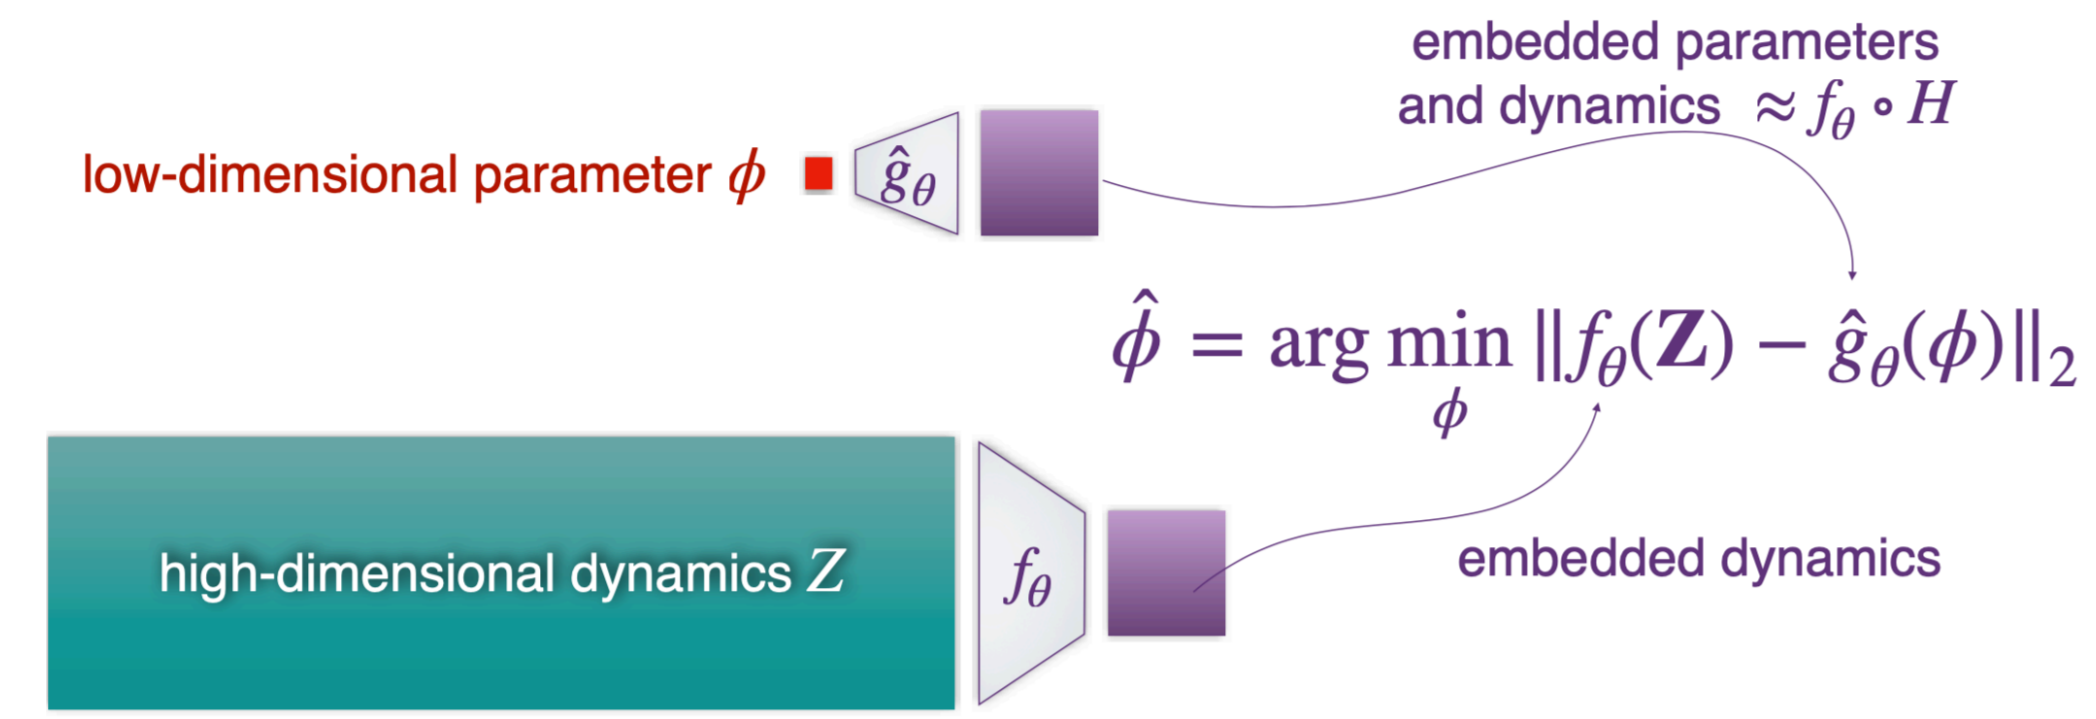 embedded parameters
and dynamics ≈ f_θ ∘ H
low-dimensional parameter ϕ
ĝ_θ
ϕ̂ = arg min_ϕ ‖f_θ(𝐙) − ĝ_θ(ϕ)‖₂
high-dimensional dynamics Z
f_θ
embedded dynamics